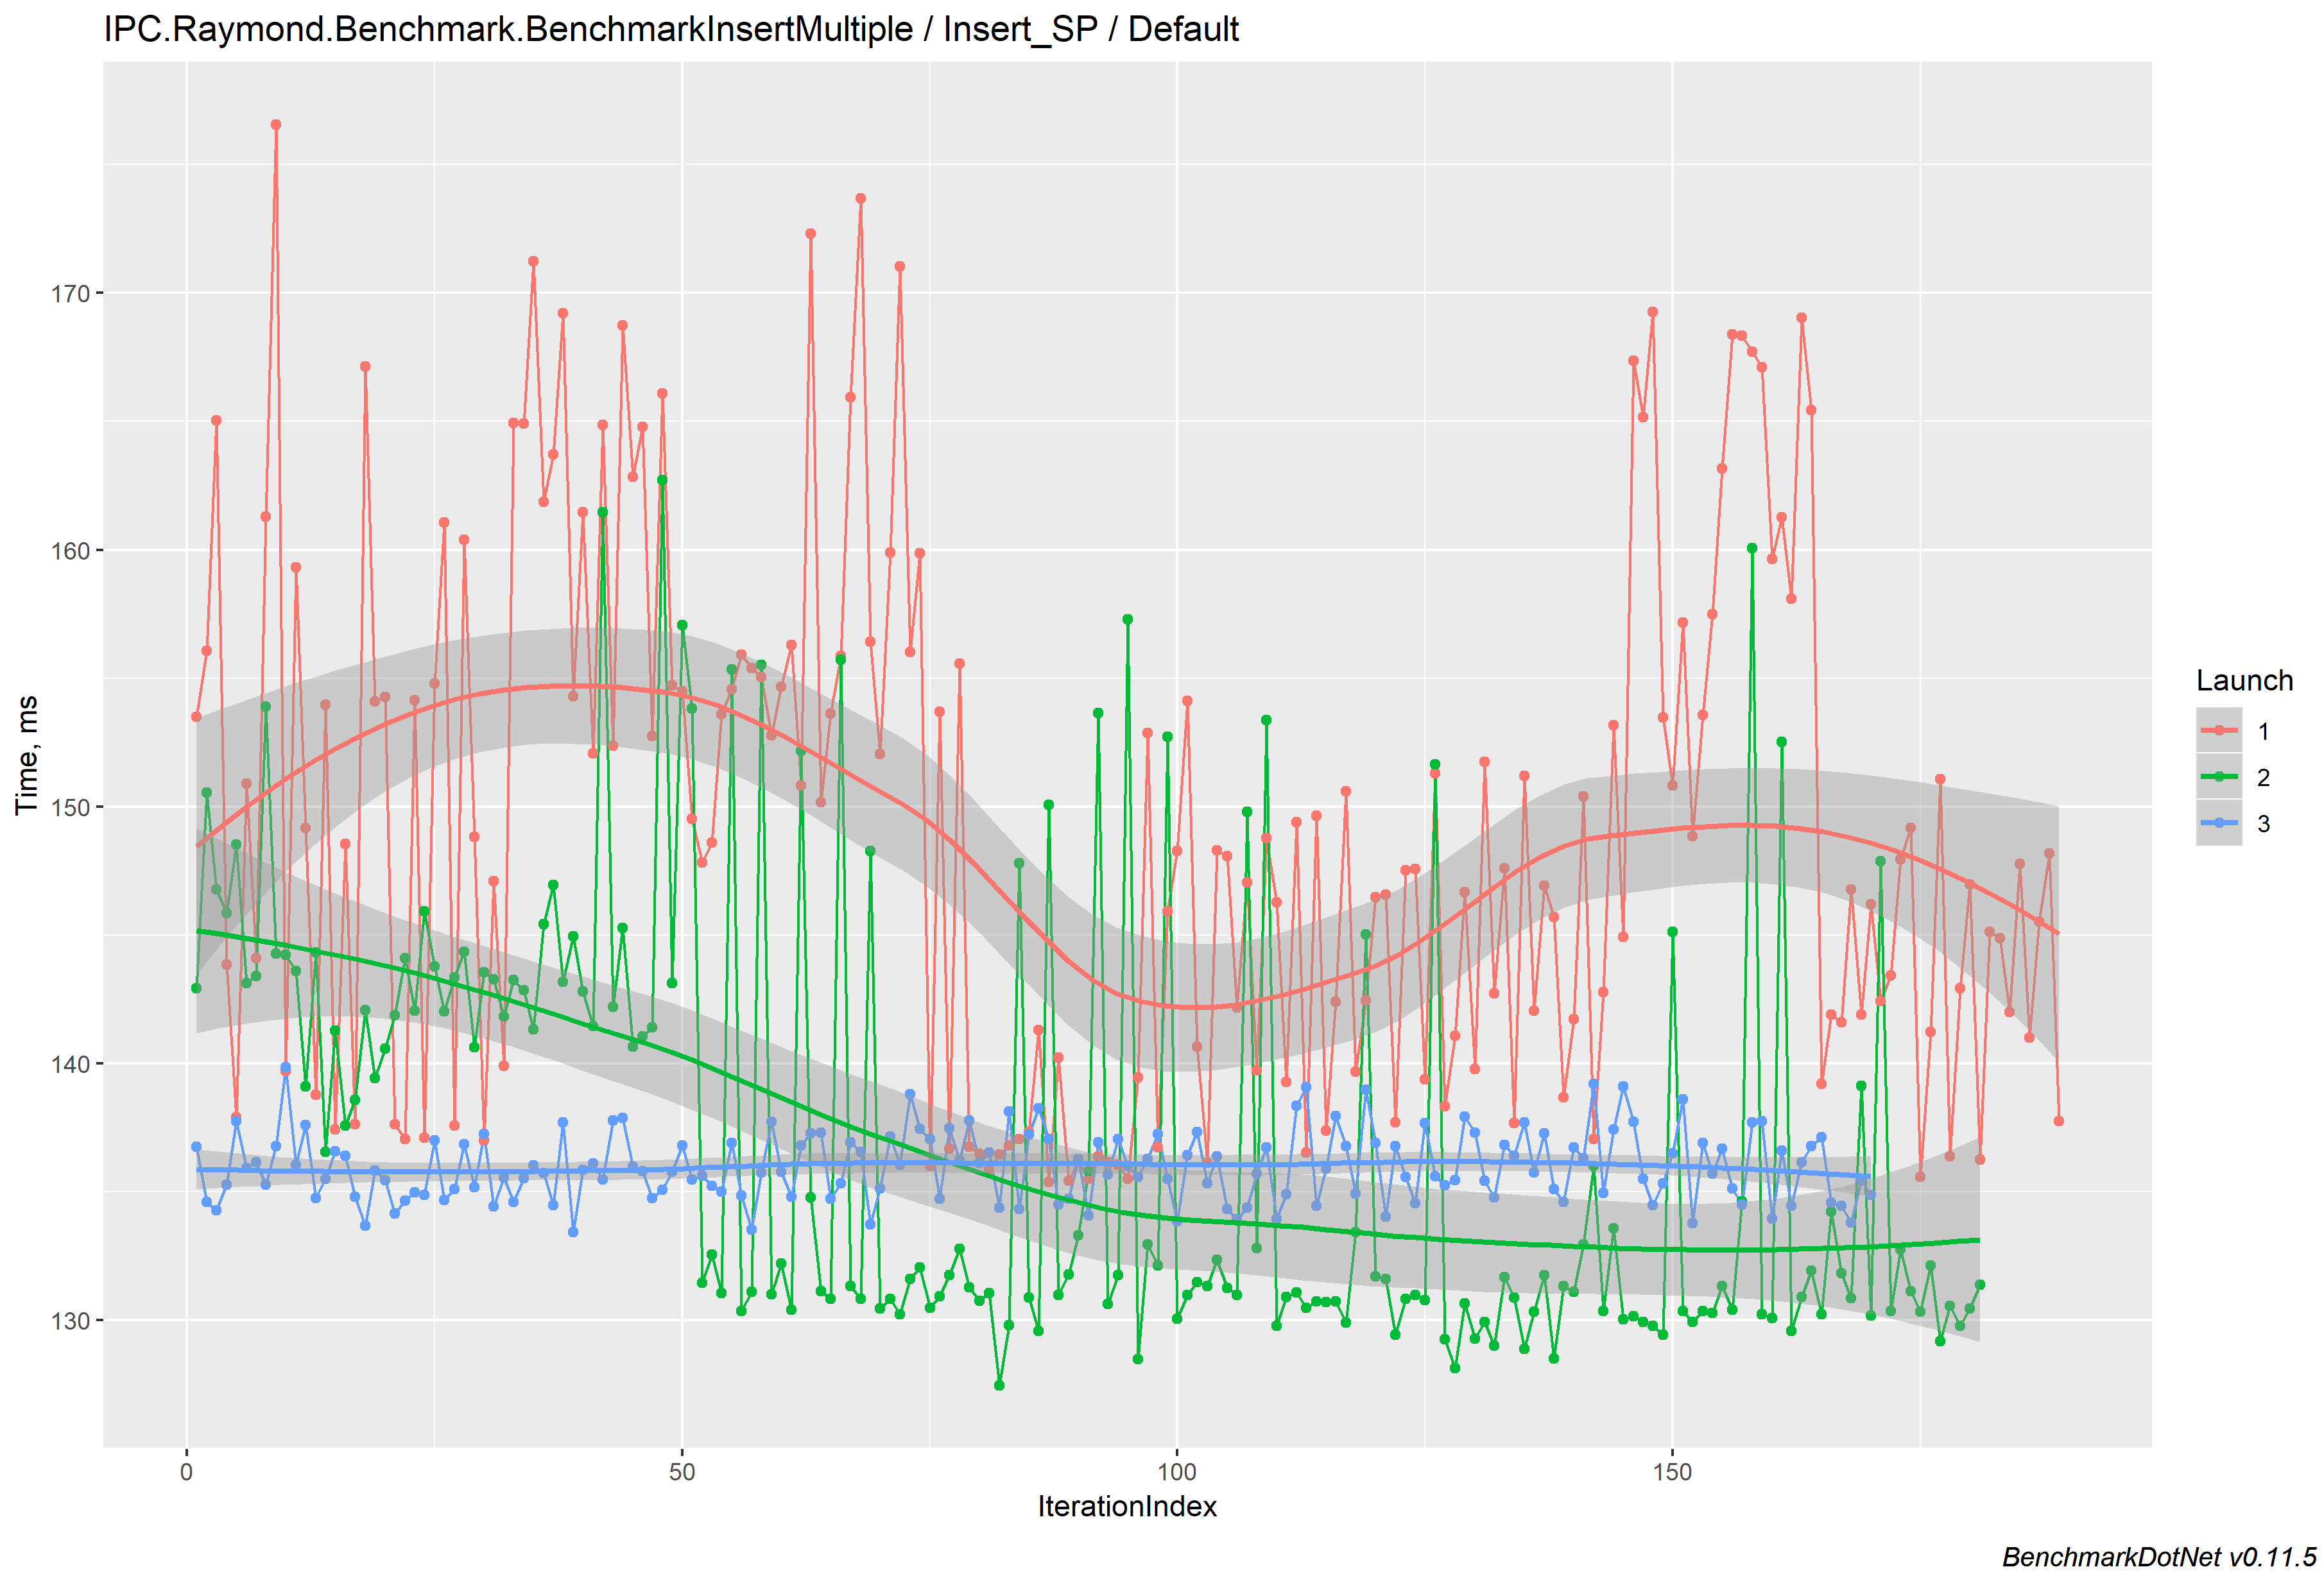 IPC.Raymond.Benchmark.BenchmarkInsertMultiple / Insert_SP / Default
Time, ms
170
160
150
140
130
0 50 100 150
IterationIndex
Launch
1
2
3
BenchmarkDotNet v0.11.5